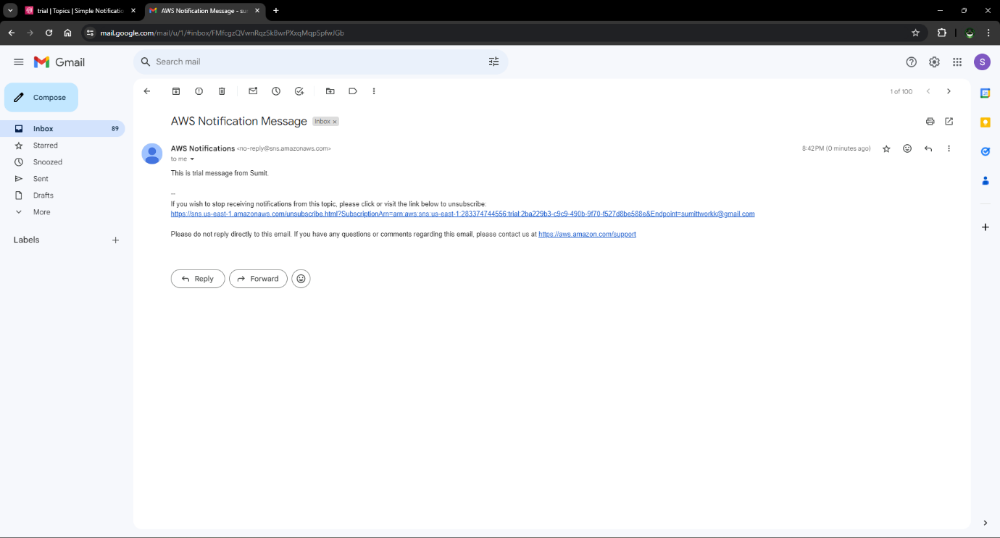 trial | Topics | Simple Notificatio
AWS Notification Message - su
mail.google.com/mail/u/1/#inbox/FMfcgzQVwnRqzSkBwrPXxqMqpSpfwJGb
Gmail
Search mail
S
Compose
1 of 100
AWS Notification Message Inbox x
Inbox 89
Starred
Snoozed
Sent
Drafts
More
Labels
AWS Notifications <no-reply@sns.amazonaws.com>
8:42 PM (0 minutes ago)
to me
This is trial message from Sumit.
--
If you wish to stop receiving notifications from this topic, please click or visit the link below to unsubscribe:
https://sns.us-east-1.amazonaws.com/unsubscribe.html?SubscriptionArn=arn:aws:sns:us-east-1:283374744556:trial:2ba229b3-c9c9-490b-9f70-f527d8be588e&Endpoint=sumittworkk@gmail.com
Please do not reply directly to this email. If you have any questions or comments regarding this email, please contact us at https://aws.amazon.com/support
Reply
Forward
31